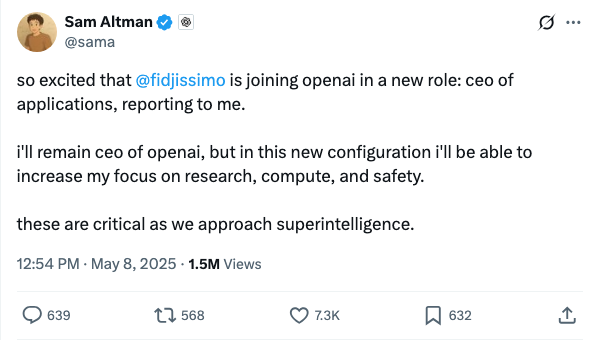 Sam Altman
@sama
so excited that @fidjissimo is joining openai in a new role: ceo of
applications, reporting to me.
i'll remain ceo of openai, but in this new configuration i'll be able to
increase my focus on research, compute, and safety.
these are critical as we approach superintelligence.
12:54 PM · May 8, 2025 · 1.5M Views
639 568 7.3K 632